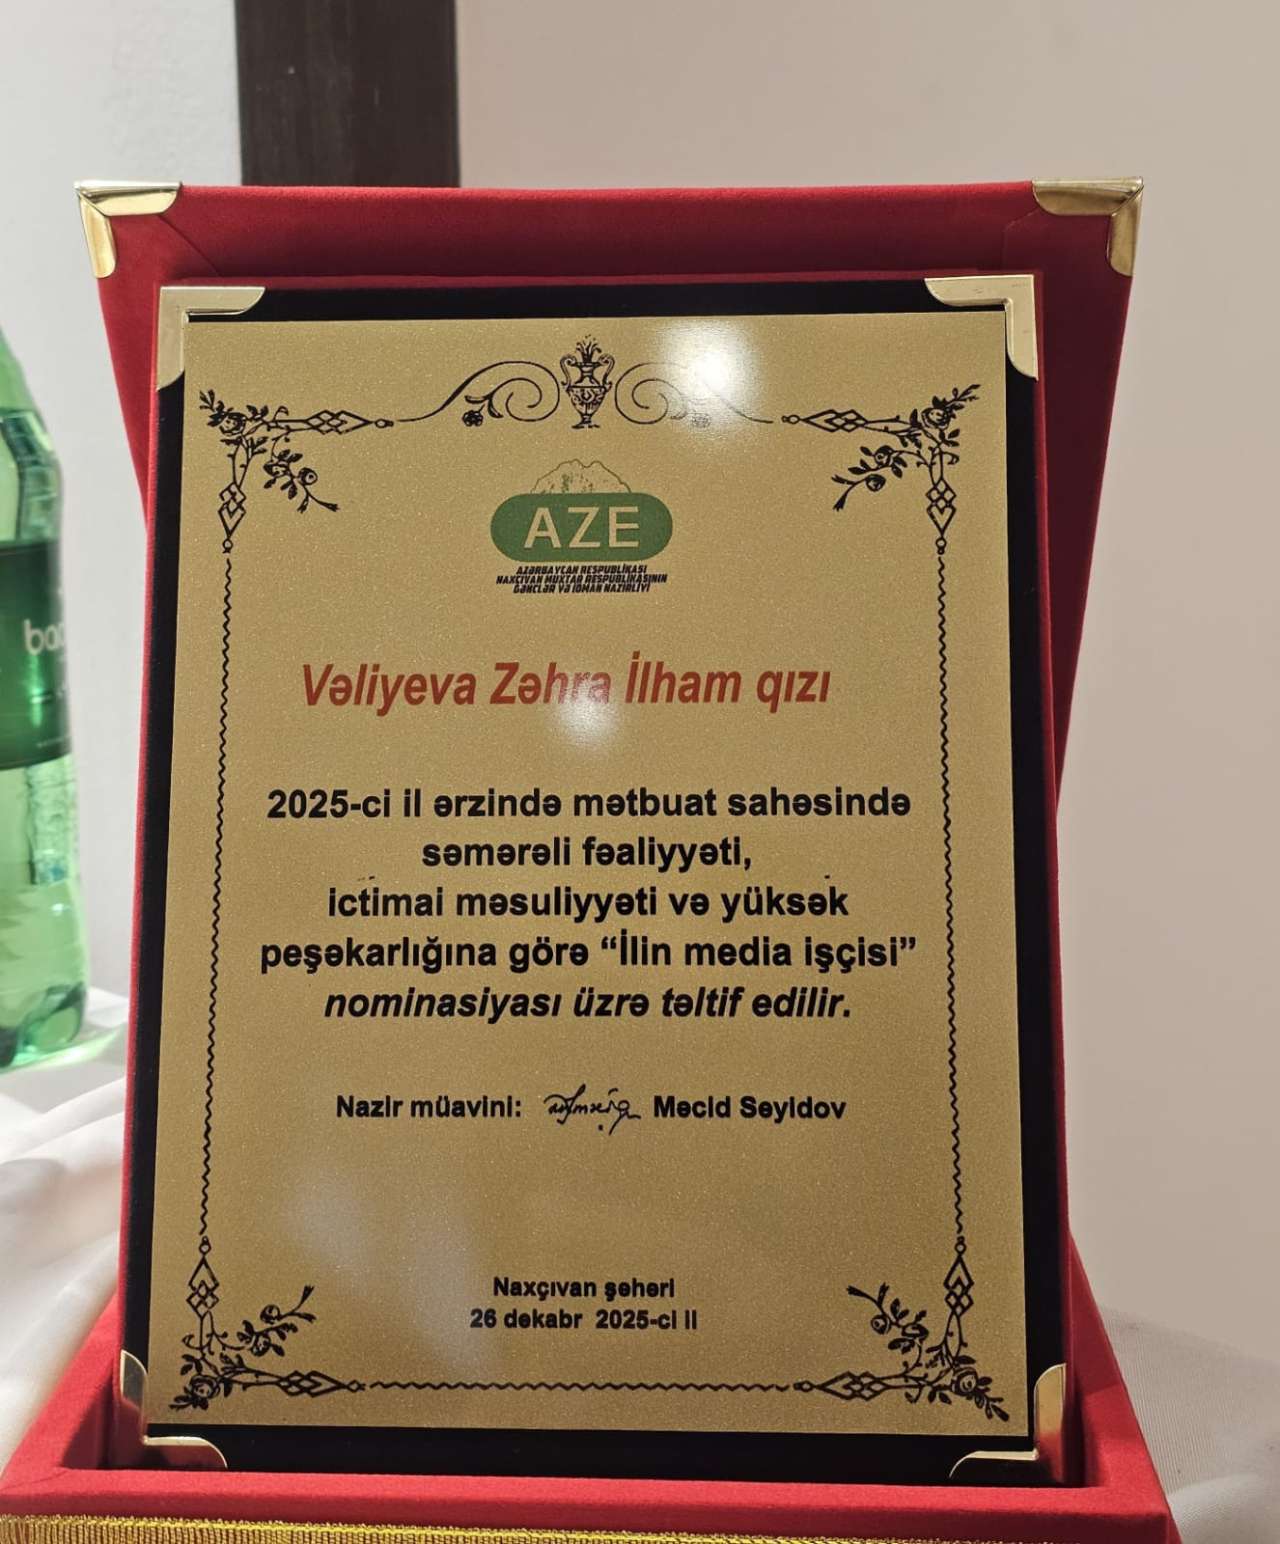 AZE
AZƏRBAYCAN RESPUBLİKASI
NAXÇIVAN MUXTAR RESPUBLİKASININ
GƏNCLƏR VƏ İDMAN NAZİRLİYİ
Vəliyeva Zəhra İlham qızı
2025-ci il ərzində mətbuat sahəsində
səmərəli fəaliyyəti,
ictimai məsuliyyəti və yüksək
peşəkarlığına görə “İlin media işçisi”
nominasiyası üzrə təltif edilir.
Nazir müavini: Məcid Seyidov
Naxçıvan şəhəri
26 dekabr 2025-ci il